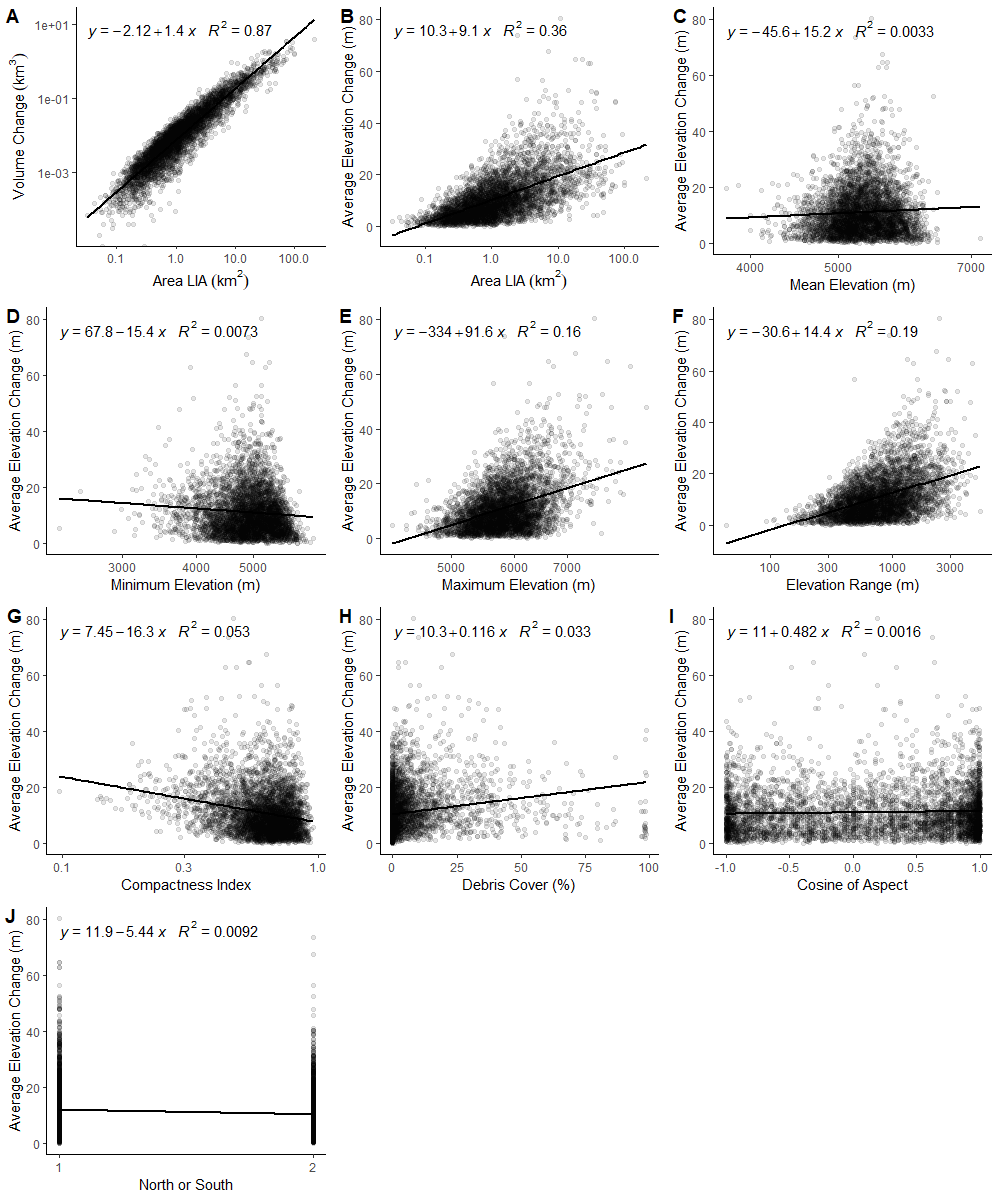 A
y = −2.12 + 1.4 x R² = 0.87
Volume Change (km³)
1e+01
1e-01
1e-03
0.1 1.0 10.0 100.0
Area LIA (km²)
B
y = 10.3 + 9.1 x R² = 0.36
Average Elevation Change (m)
80
60
40
20
0
0.1 1.0 10.0 100.0
Area LIA (km²)
C
y = −45.6 + 15.2 x R² = 0.0033
Average Elevation Change (m)
80
60
40
20
0
4000 5000 7000
Mean Elevation (m)
D
y = 67.8 − 15.4 x R² = 0.0073
Average Elevation Change (m)
80
60
40
20
0
3000 4000 5000
Minimum Elevation (m)
E
y = −334 + 91.6 x R² = 0.16
Average Elevation Change (m)
80
60
40
20
0
5000 6000 7000
Maximum Elevation (m)
F
y = −30.6 + 14.4 x R² = 0.19
Average Elevation Change (m)
80
60
40
20
0
100 300 1000 3000
Elevation Range (m)
G
y = 7.45 − 16.3 x R² = 0.053
Average Elevation Change (m)
80
60
40
20
0
0.1 0.3 1.0
Compactness Index
H
y = 10.3 + 0.116 x R² = 0.033
Average Elevation Change (m)
80
60
40
20
0
0 25 50 75 100
Debris Cover (%)
I
y = 11 + 0.482 x R² = 0.0016
Average Elevation Change (m)
80
60
40
20
0
-1.0 -0.5 0.0 0.5 1.0
Cosine of Aspect
J
y = 11.9 − 5.44 x R² = 0.0092
Average Elevation Change (m)
80
60
40
20
0
1 2
North or South